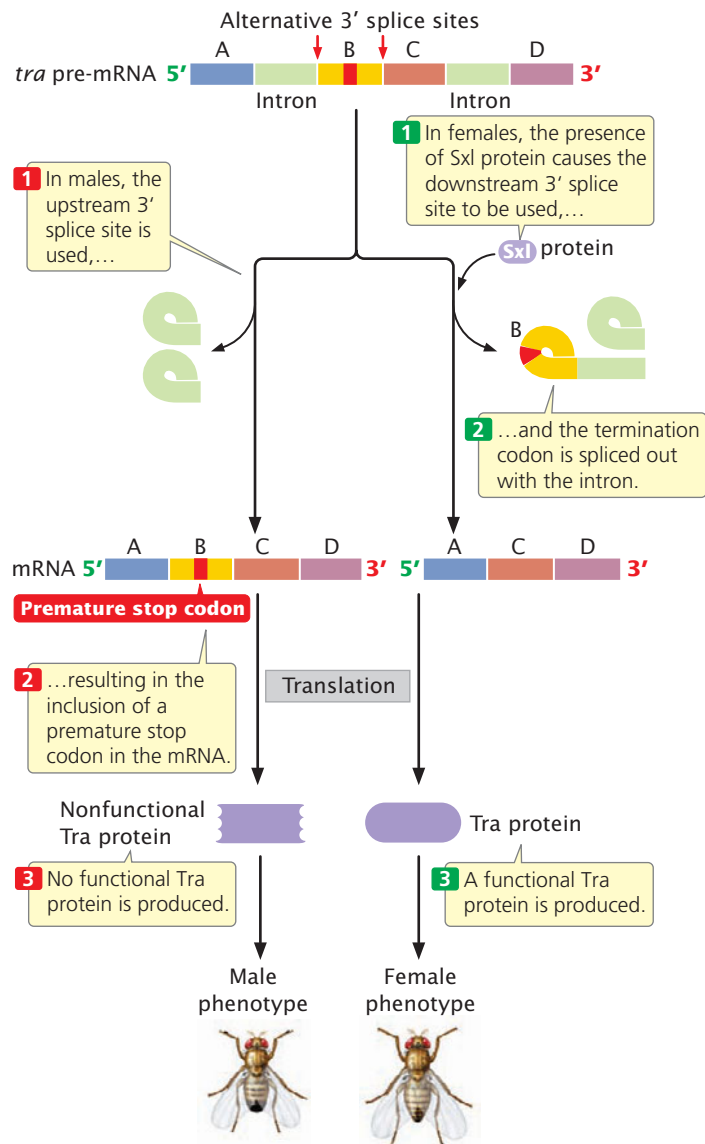 Alternative 3′ splice sites
A B C D
tra pre-mRNA 5′ 3′
Intron Intron
1 In females, the presence
of Sxl protein causes the
downstream 3′ splice
site to be used,…
1 In males, the
upstream 3′
splice site is
used,…
Sxl protein
B
2 …and the termination
codon is spliced out
with the intron.
A B C D A C D
mRNA 5′ 3′ 5′ 3′
Premature stop codon
2 …resulting in the
inclusion of a
premature stop
codon in the mRNA.
Translation
Nonfunctional
Tra protein
Tra protein
3 No functional Tra
protein is produced.
3 A functional Tra
protein is produced.
Male
phenotype
Female
phenotype